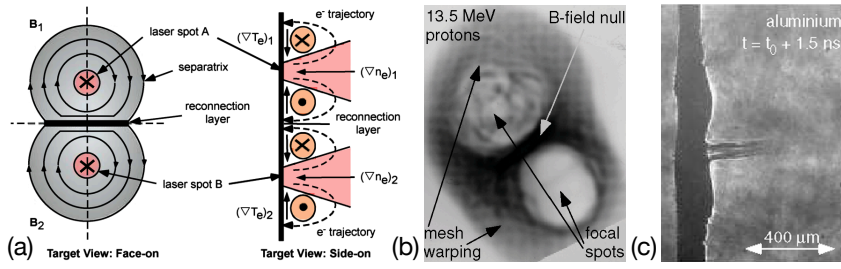 B1
laser spot A
separatrix
reconnection
layer
laser spot B
B2
(a)
Target View: Face-on
e- trajectory
(∇Te)1
(∇ne)1
reconnection
layer
(∇ne)2
(∇Te)2
e- trajectory
Target View: Side-on
13.5 MeV
protons
B-field null
mesh
warping
focal
spots
(b)
aluminium
t = t0 + 1.5 ns
400 µm
(c)